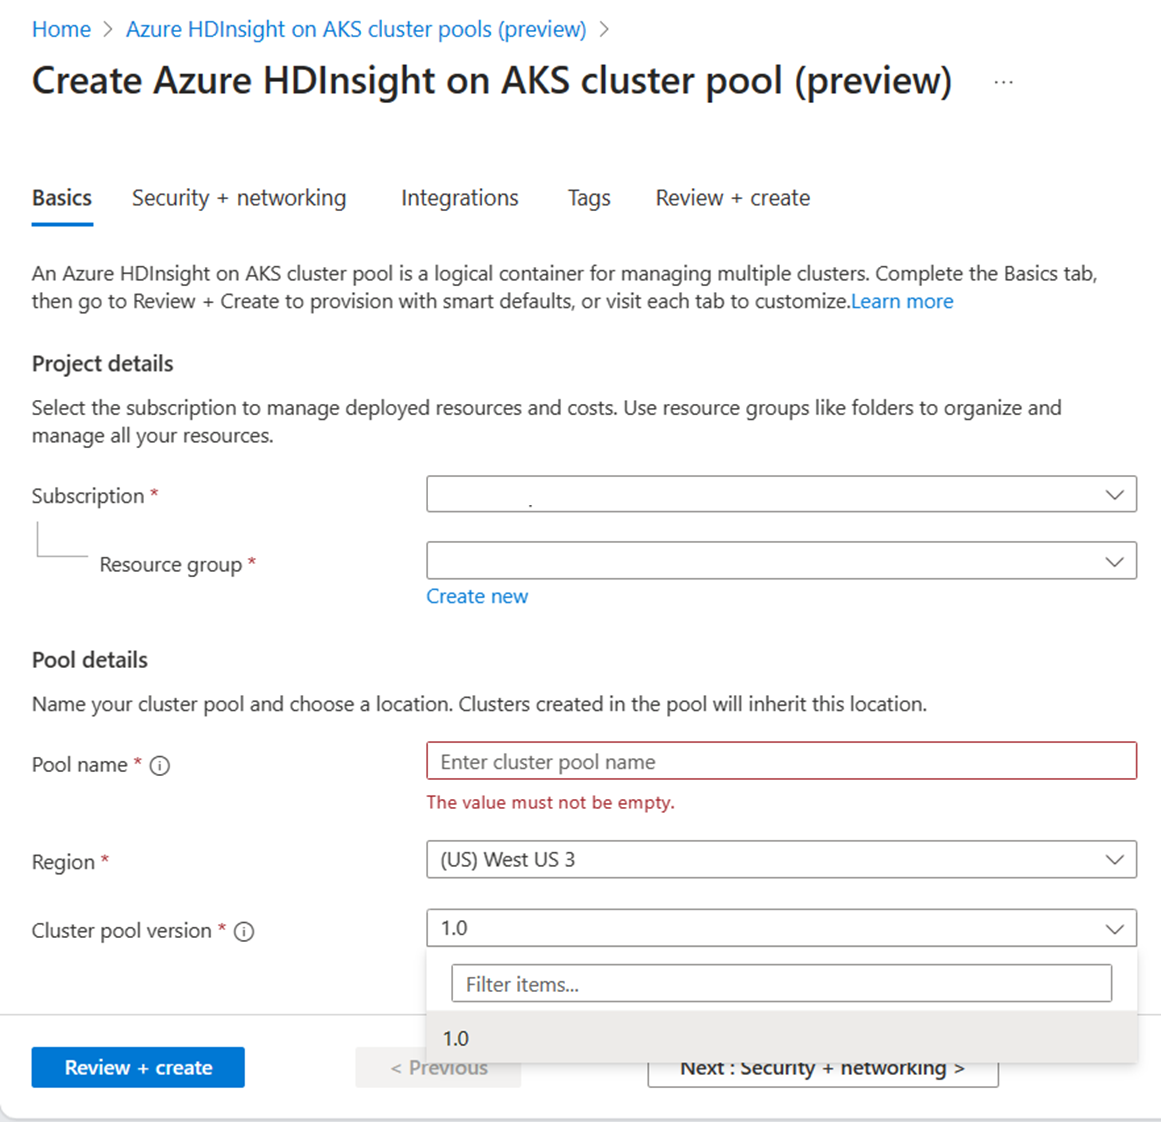 Home > Azure HDInsight on AKS cluster pools (preview) >
Create Azure HDInsight on AKS cluster pool (preview) ...
Basics Security + networking Integrations Tags Review + create
An Azure HDInsight on AKS cluster pool is a logical container for managing multiple clusters. Complete the Basics tab,
then go to Review + Create to provision with smart defaults, or visit each tab to customize.Learn more
Project details
Select the subscription to manage deployed resources and costs. Use resource groups like folders to organize and
manage all your resources.
Subscription *
Resource group *
Create new
Pool details
Name your cluster pool and choose a location. Clusters created in the pool will inherit this location.
Pool name * Enter cluster pool name
The value must not be empty.
Region * (US) West US 3
Cluster pool version * 1.0
Filter items...
1.0
Review + create < Previous Next : Security + networking >